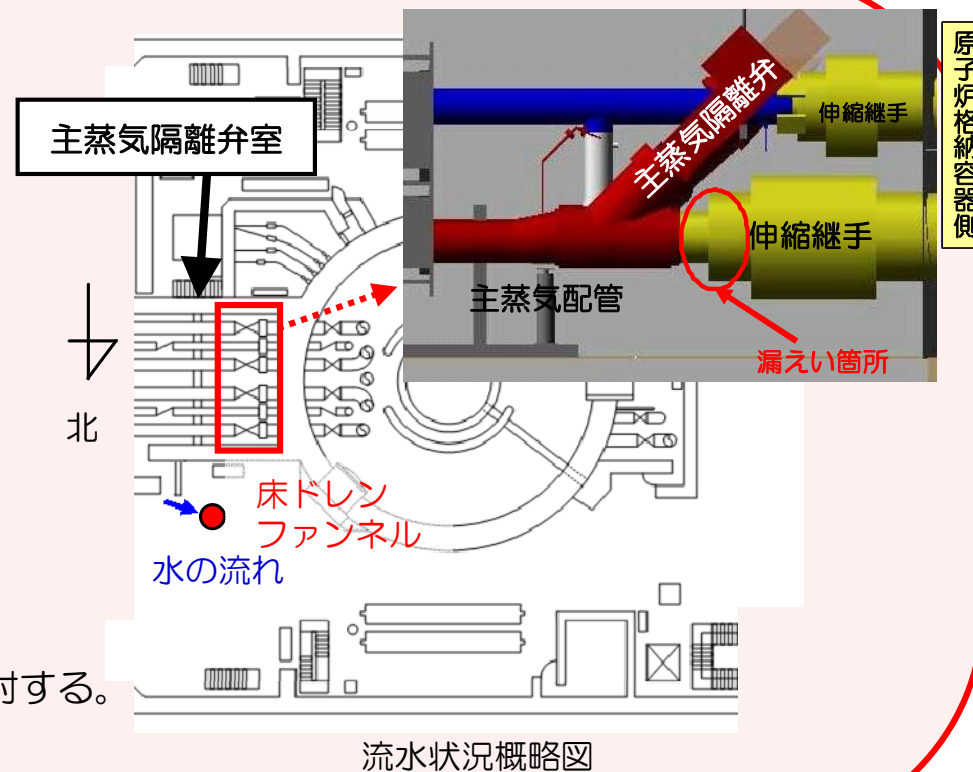 主蒸気隔離弁室
主蒸気隔離弁
伸縮継手
伸縮継手
原子炉格納容器側
主蒸気配管
漏えい箇所
北
床ドレン
ファンネル
水の流れ
対する。
流水状況概略図